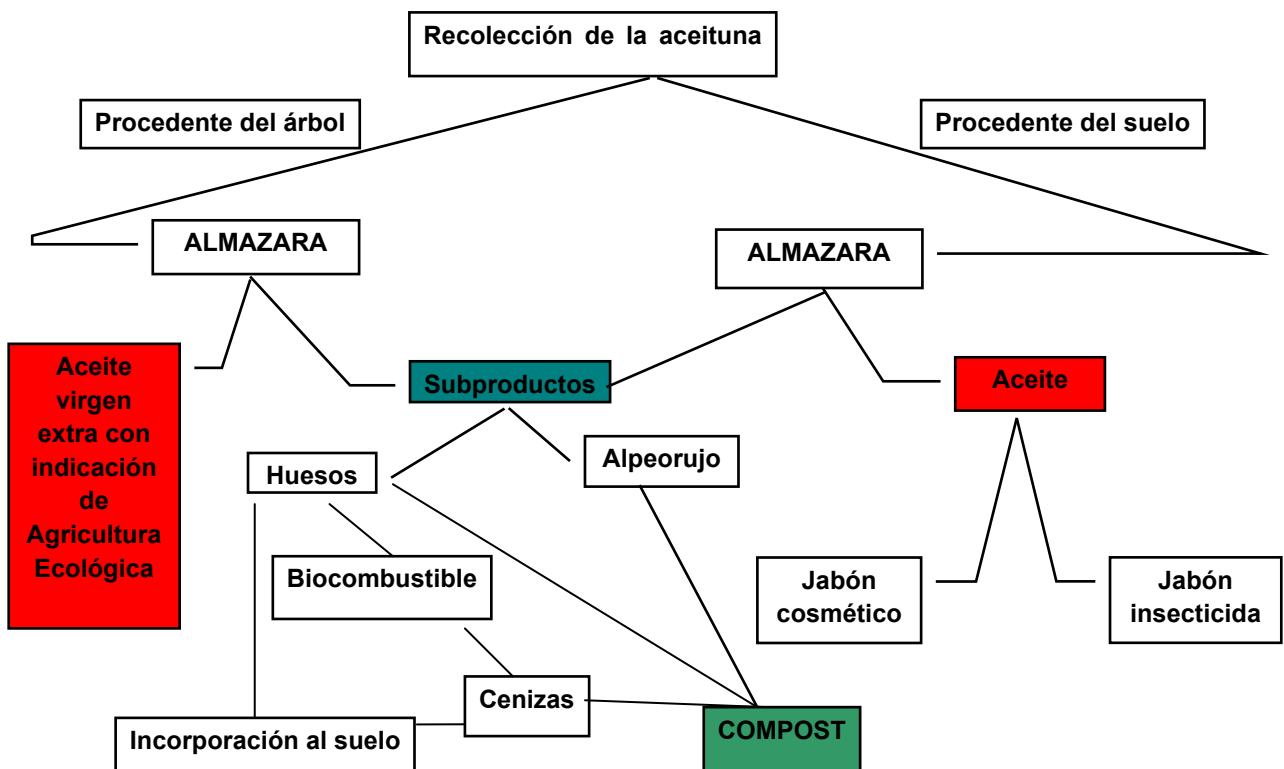 Recolección de la aceituna
Procedente del árbol
Procedente del suelo
ALMAZARA
ALMAZARA
Aceite
virgen
extra con
indicación
de
Agricultura
Ecológica
Subproductos
Aceite
Huesos
Alpeorujo
Biocombustible
Jabón
cosmético
Jabón
insecticida
Cenizas
Incorporación al suelo
COMPOST